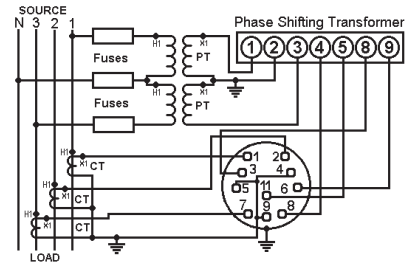 SOURCE
N 3 2 1
Phase Shifting Transformer
H1 X1
PT
1 2 3 4 5 8 9
Fuses
Fuses
H1 X1
PT
H1
X1 CT
H1
X1
CT
H1
X1
CT
1 2
3 4
5 11 6
7 9 8
LOAD